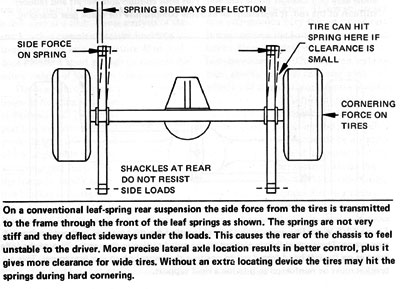 SPRING SIDEWAYS DEFLECTION
SIDE FORCE
ON SPRING
TIRE CAN HIT
SPRING HERE IF
CLEARANCE IS
SMALL
CORNERING
FORCE ON
TIRES
SHACKLES AT REAR
DO NOT RESIST
SIDE LOADS
On a conventional leaf-spring rear suspension the side force from the tires is transmitted
to the frame through the front of the leaf springs as shown. The springs are not very
stiff and they deflect sideways under the loads. This causes the rear of the chassis to feel
unstable to the driver. More precise lateral axle location results in better control, plus it
gives more clearance for wide tires. Without an extra locating device the tires may hit the
springs during hard cornering.